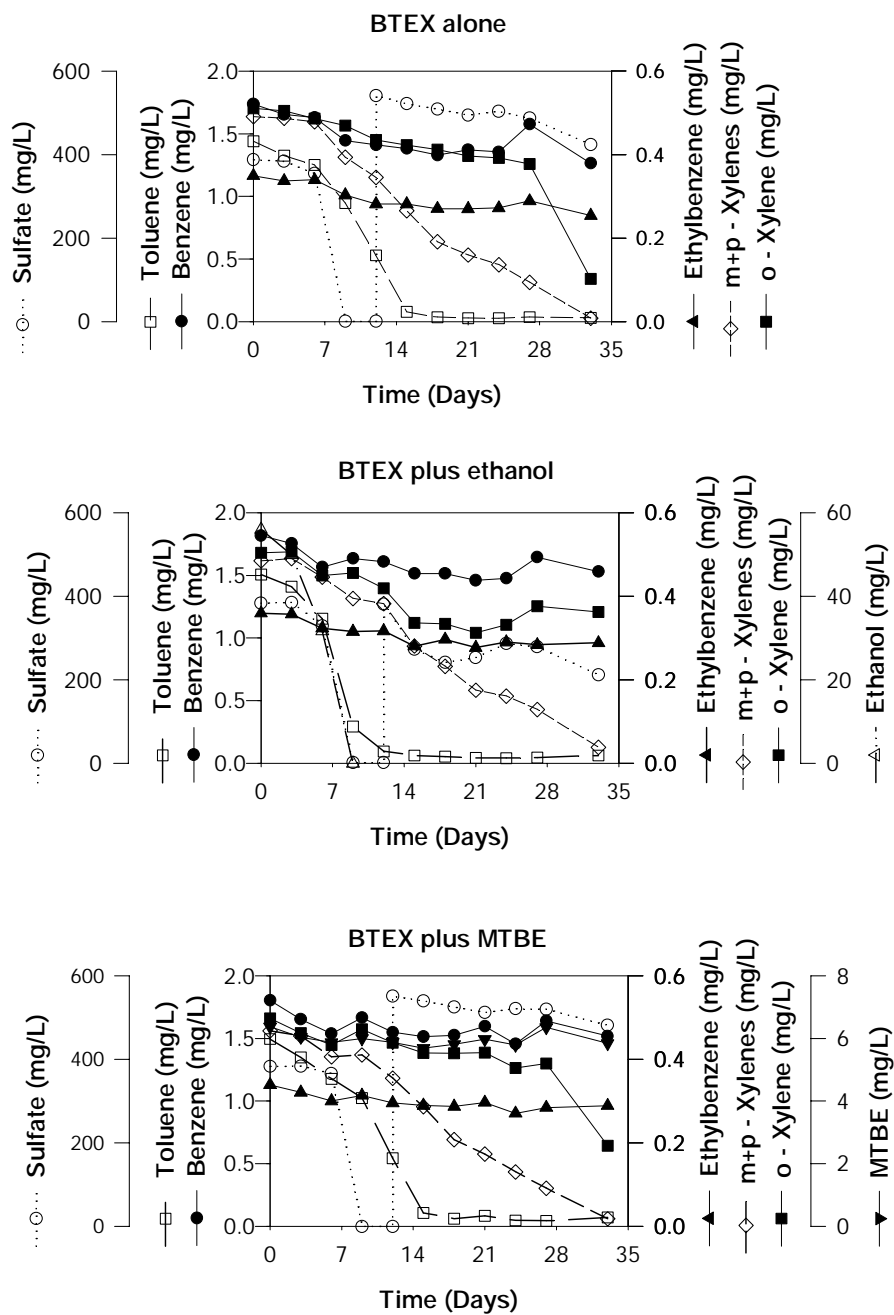 BTEX alone
600
400
200
0
Sulfate (mg/L)
Toluene (mg/L)
Benzene (mg/L)
2.0
1.5
1.0
0.5
0.0
0.6
0.4
0.2
0.0
Ethylbenzene (mg/L)
m+p - Xylenes (mg/L)
o - Xylene (mg/L)
0 7 14 21 28 35
Time (Days)
BTEX plus ethanol
600
400
200
0
Sulfate (mg/L)
Toluene (mg/L)
Benzene (mg/L)
2.0
1.5
1.0
0.5
0.0
0.6
0.4
0.2
0.0
Ethylbenzene (mg/L)
m+p - Xylenes (mg/L)
o - Xylene (mg/L)
60
40
20
0
Ethanol (mg/L)
0 7 14 21 28 35
Time (Days)
BTEX plus MTBE
600
400
200
0
Sulfate (mg/L)
Toluene (mg/L)
Benzene (mg/L)
2.0
1.5
1.0
0.5
0.0
0.6
0.4
0.2
0.0
Ethylbenzene (mg/L)
m+p - Xylenes (mg/L)
o - Xylene (mg/L)
8
6
4
2
0
MTBE (mg/L)
0 7 14 21 28 35
Time (Days)